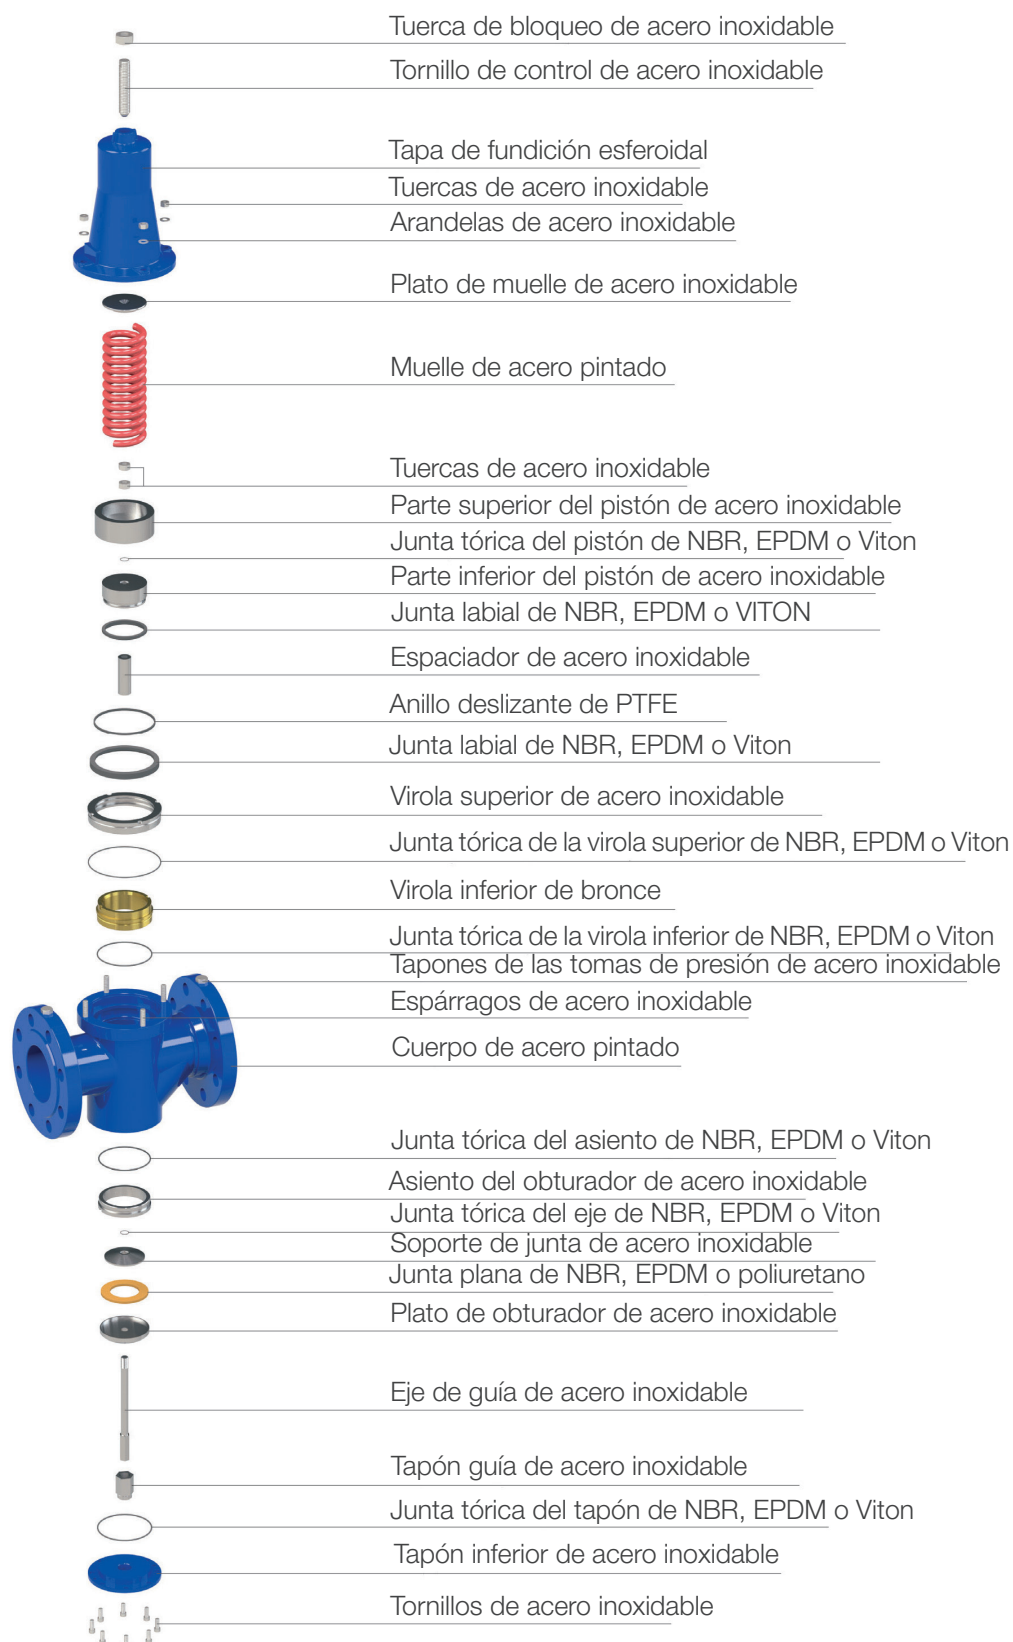 Tuerca de bloqueo de acero inoxidable
Tornillo de control de acero inoxidable
Tapa de fundición esferoidal
Tuercas de acero inoxidable
Arandelas de acero inoxidable
Plato de muelle de acero inoxidable
Muelle de acero pintado
Tuercas de acero inoxidable
Parte superior del pistón de acero inoxidable
Junta tórica del pistón de NBR, EPDM o Viton
Parte inferior del pistón de acero inoxidable
Junta labial de NBR, EPDM o VITON
Espaciador de acero inoxidable
Anillo deslizante de PTFE
Junta labial de NBR, EPDM o Viton
Virola superior de acero inoxidable
Junta tórica de la virola superior de NBR, EPDM o Viton
Virola inferior de bronce
Junta tórica de la virola inferior de NBR, EPDM o Viton
Tapones de las tomas de presión de acero inoxidable
Espárragos de acero inoxidable
Cuerpo de acero pintado
Junta tórica del asiento de NBR, EPDM o Viton
Asiento del obturador de acero inoxidable
Junta tórica del eje de NBR, EPDM o Viton
Soporte de junta de acero inoxidable
Junta plana de NBR, EPDM o poliuretano
Plato de obturador de acero inoxidable
Eje de guía de acero inoxidable
Tapón guía de acero inoxidable
Junta tórica del tapón de NBR, EPDM o Viton
Tapón inferior de acero inoxidable
Tornillos de acero inoxidable